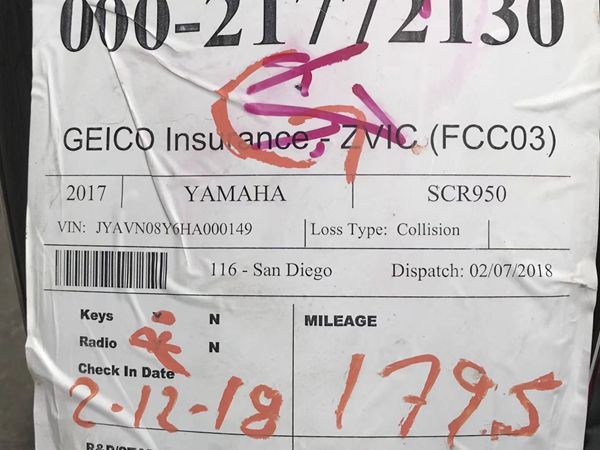 000-21772130
GEICO Insurance - ZVIC (FCC03)
2017 YAMAHA SCR950
VIN: JYAVN08Y6HA000149 Loss Type: Collision
116 - San Diego Dispatch: 02/07/2018
Keys N MILEAGE
Radio N
Check In Date
2-12-18 1795